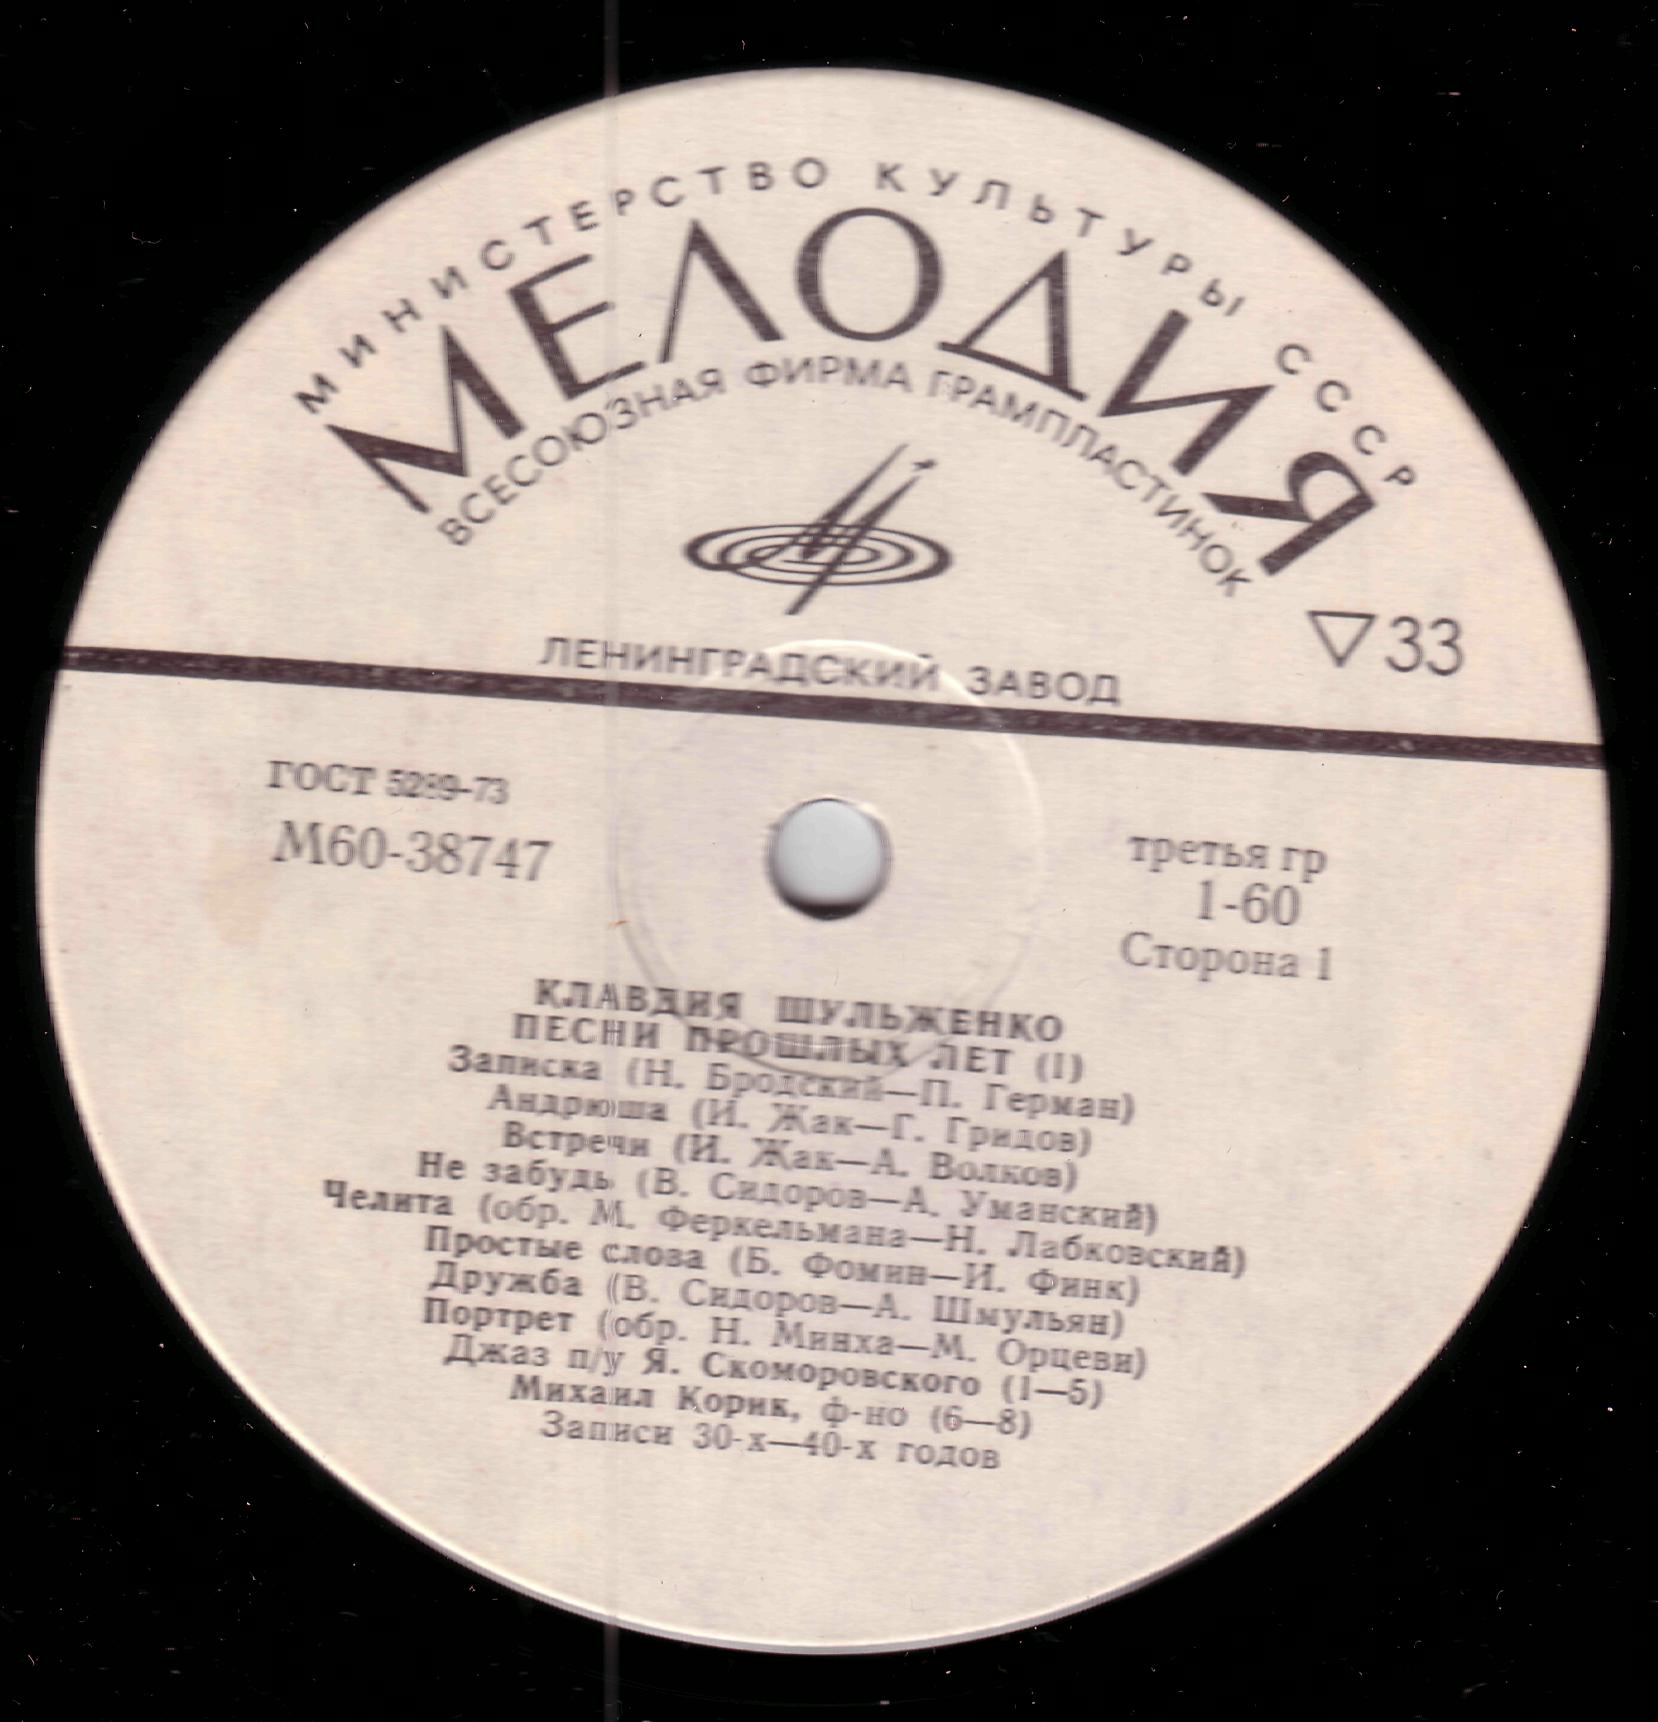 МИНИСТЕРСТВО КУЛЬТУРЫ СССР
МЕЛОДИЯ
ВСЕСОЮЗНАЯ ФИРМА ГРАМПЛАСТИНОК
▽33
ЛЕНИНГРАДСКИЙ ЗАВОД
ГОСТ 5289-73
М60-38747
третья гр
1-60
Сторона 1
КЛАВДИЯ ШУЛЬЖЕНКО
ПЕСНИ ПРОШЛЫХ ЛЕТ (1)
Записка (Н. Бродский—П. Герман)
Андрюша (И. Жак—Г. Гридов)
Встречи (И. Жак—А. Волков)
Не забудь (В. Сидоров—А. Уманский)
Челита (обр. М. Феркельмана—Н. Лабковский)
Простые слова (Б. Фомин—И. Финк)
Дружба (В. Сидоров—А. Шмульян)
Портрет (обр. Н. Минха—М. Орцеви)
Джаз п/у Я. Скоморовского (1—5)
Михаил Корик, ф-но (6—8)
Записи 30-х—40-х годов